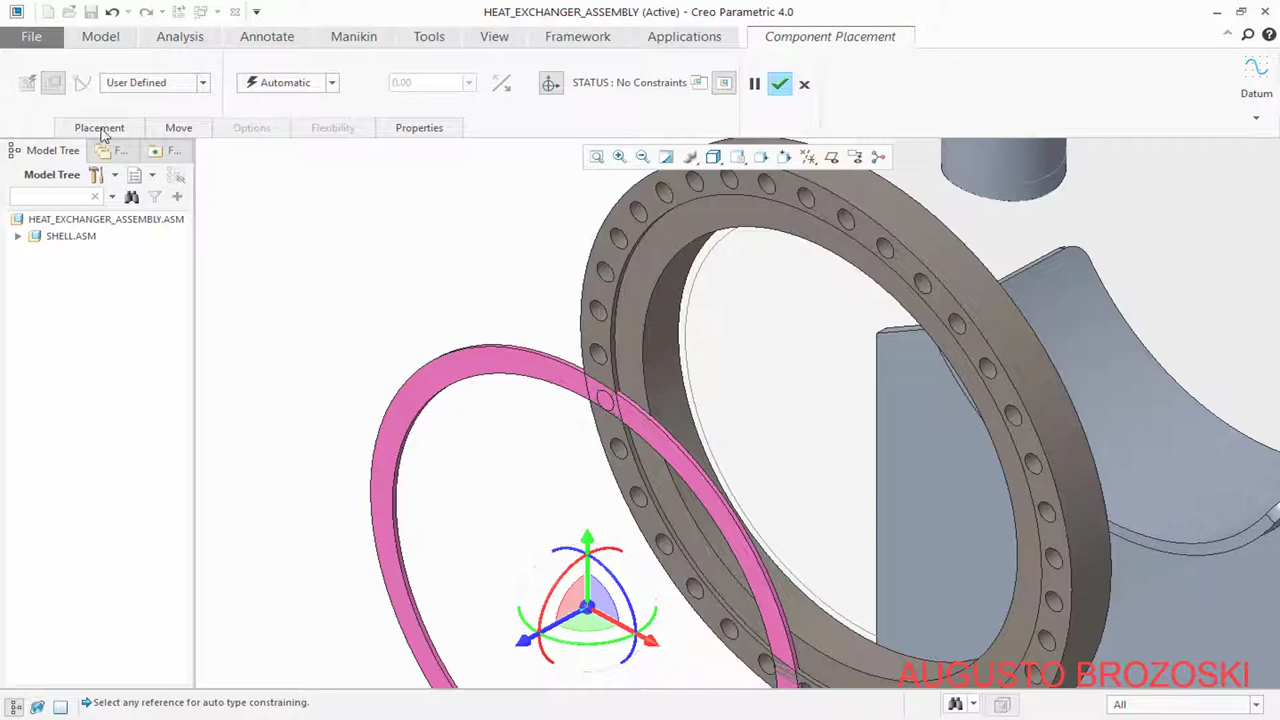 HEAT_EXCHANGER_ASSEMBLY (Active) - Creo Parametric 4.0
File Model Analysis Annotate Manikin Tools View Framework Applications Component Placement
User Defined Automatic 0.00 STATUS : No Constraints Datum
Placement Move Options Flexibility Properties
Model Tree F... F...
Model Tree
HEAT_EXCHANGER_ASSEMBLY.ASM
SHELL.ASM
AUGUSTO BROZOSKI
Select any reference for auto type constraining. All